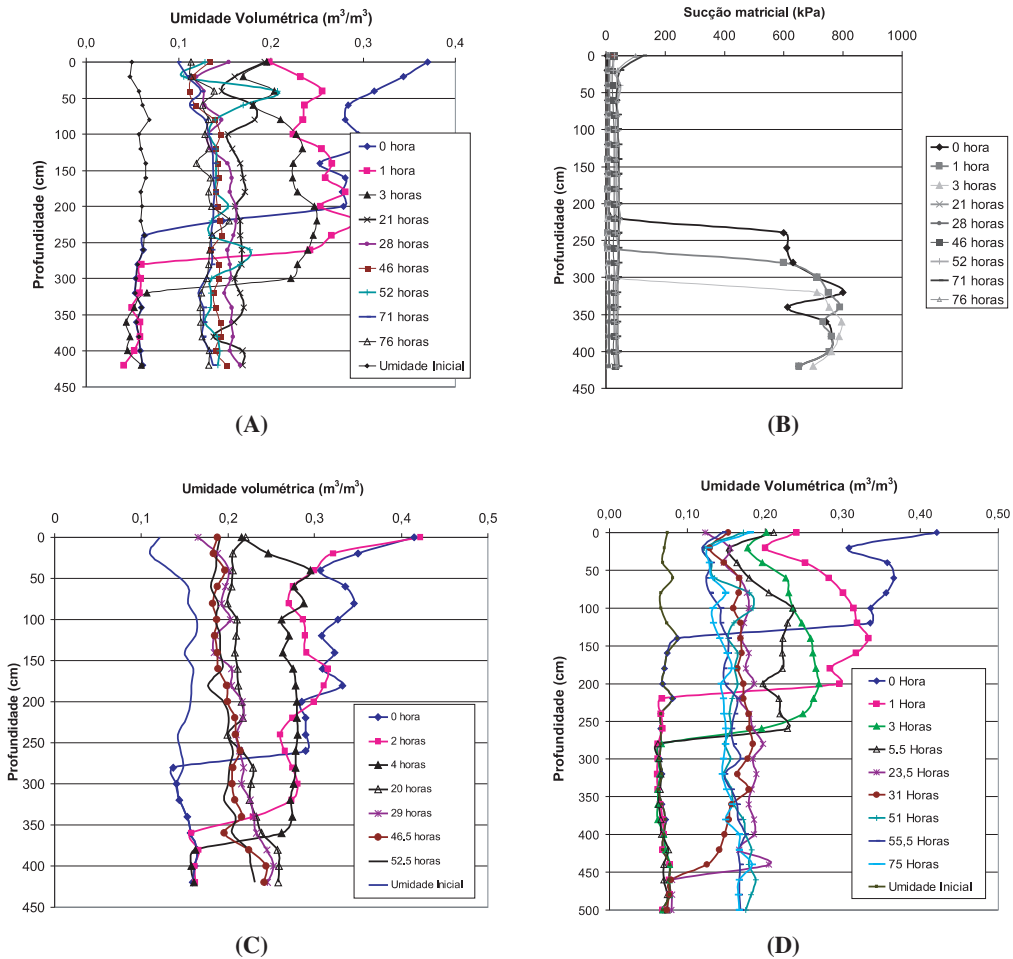 Umidade Volumétrica (m³/m³)
0,0 0,1 0,2 0,3 0,4
0
50
100
150
200
250
300
350
400
450
Profundidade (cm)
0 hora
1 hora
3 horas
21 horas
28 horas
46 horas
52 horas
71 horas
76 horas
Umidade Inicial
(A)
Sucção matricial (kPa)
0 200 400 600 800 1000
0
50
100
150
200
250
300
350
400
450
Profundidade (cm)
0 hora
1 hora
3 horas
21 horas
28 horas
46 horas
52 horas
71 horas
76 horas
(B)
Umidade volumétrica (m³/m³)
0 0,1 0,2 0,3 0,4 0,5
0
50
100
150
200
250
300
350
400
450
Profundidade (cm)
0 hora
2 horas
4 horas
20 horas
29 horas
46,5 horas
52,5 horas
Umidade Inicial
(C)
Umidade Volumétrica (m³/m³)
0,00 0,10 0,20 0,30 0,40 0,50
0
50
100
150
200
250
300
350
400
450
500
Profundidade (cm)
0 Hora
1 Hora
3 Horas
5,5 Horas
23,5 Horas
31 Horas
51 Horas
55,5 Horas
75 Horas
Umidade Inicial
(D)